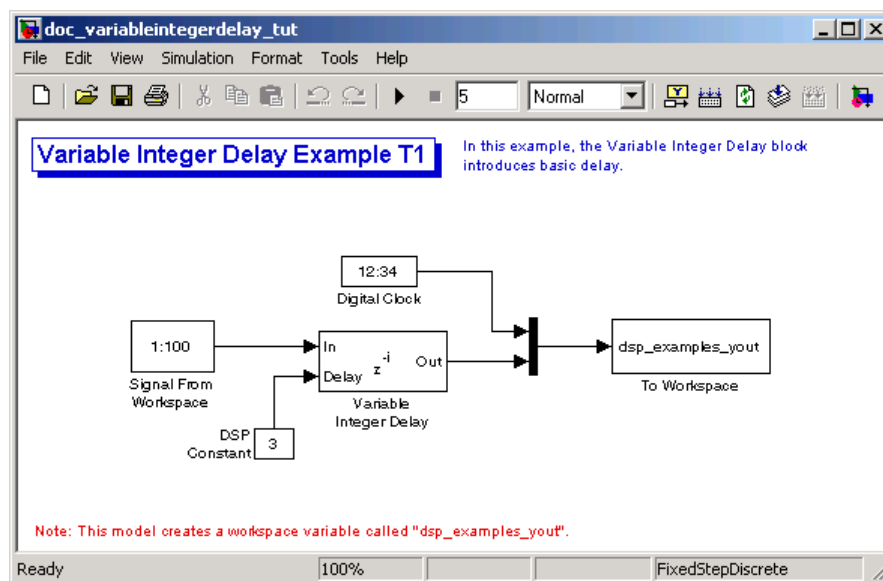 doc_variableintegerdelay_tut
File Edit View Simulation Format Tools Help
5 Normal
Variable Integer Delay Example T1
In this example, the Variable Integer Delay block
introduces basic delay.
12:34
Digital Clock
1:100
Signal From
Workspace
In
Delay
z
-i
Out
Variable
Integer Delay
DSP
Constant
3
dsp_examples_yout
To Workspace
Note: This model creates a workspace variable called "dsp_examples_yout".
Ready 100% FixedStepDiscrete